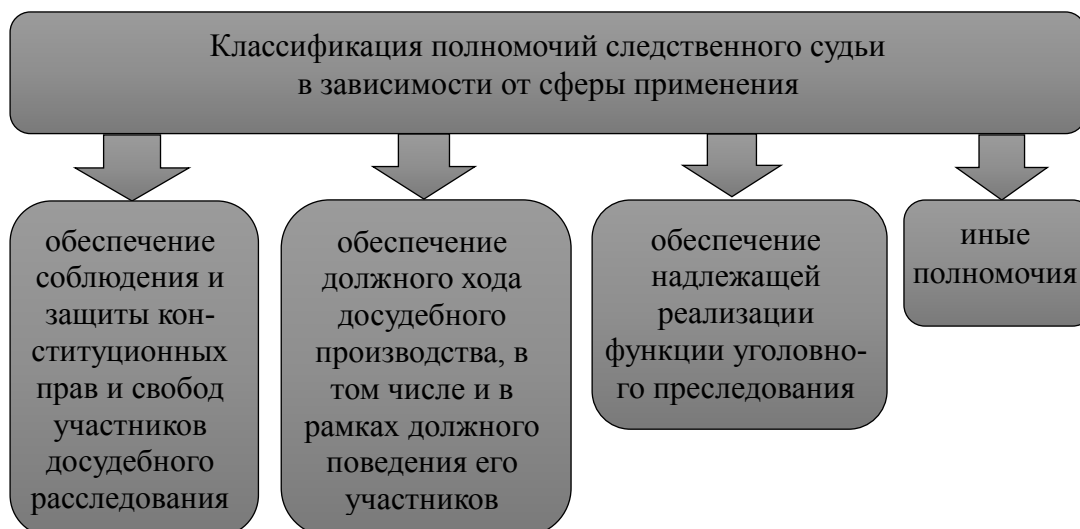 Классификация полномочий следственного судьи
в зависимости от сферы применения
обеспечение
соблюдения и
защиты кон-
ституционных
прав и свобод
участников
досудебного
расследования
обеспечение
должного хода
досудебного
производства, в
том числе и в
рамках должного
поведения его
участников
обеспечение
надлежащей
реализации
функции уголовно-
го преследования
иные
полномочия